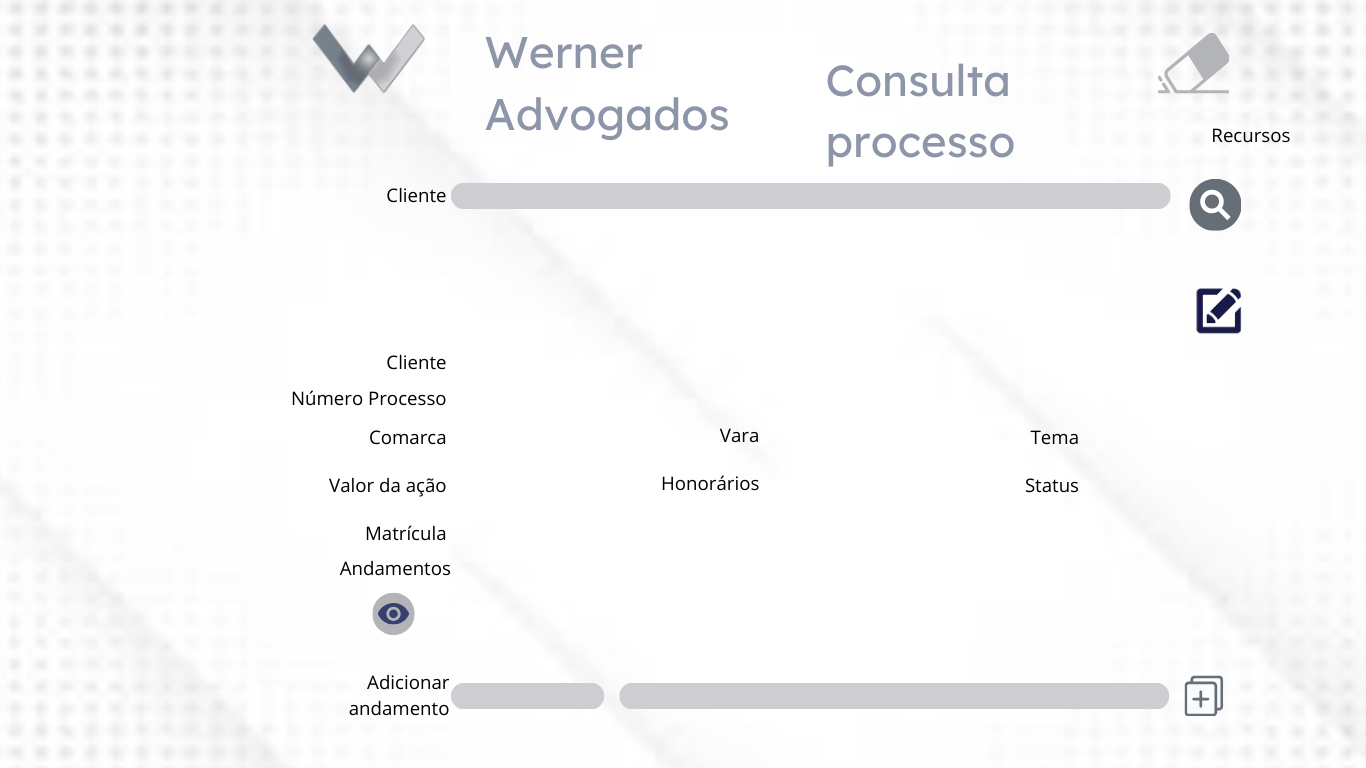 Werner
Advogados
Consulta
processo
Recursos
Cliente
Cliente
Número Processo
Comarca
Vara
Tema
Valor da ação
Honorários
Status
Matrícula
Andamentos
Adicionar
andamento